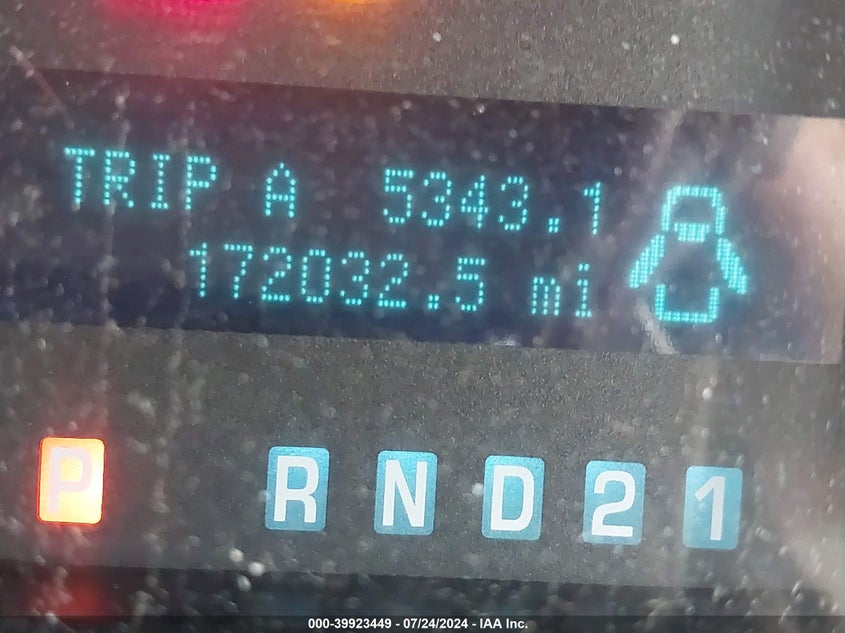 TRIP A 5343.1
172032.5 mi
P R N D 2 1
000-39923449 - 07/24/2024 - IAA Inc.